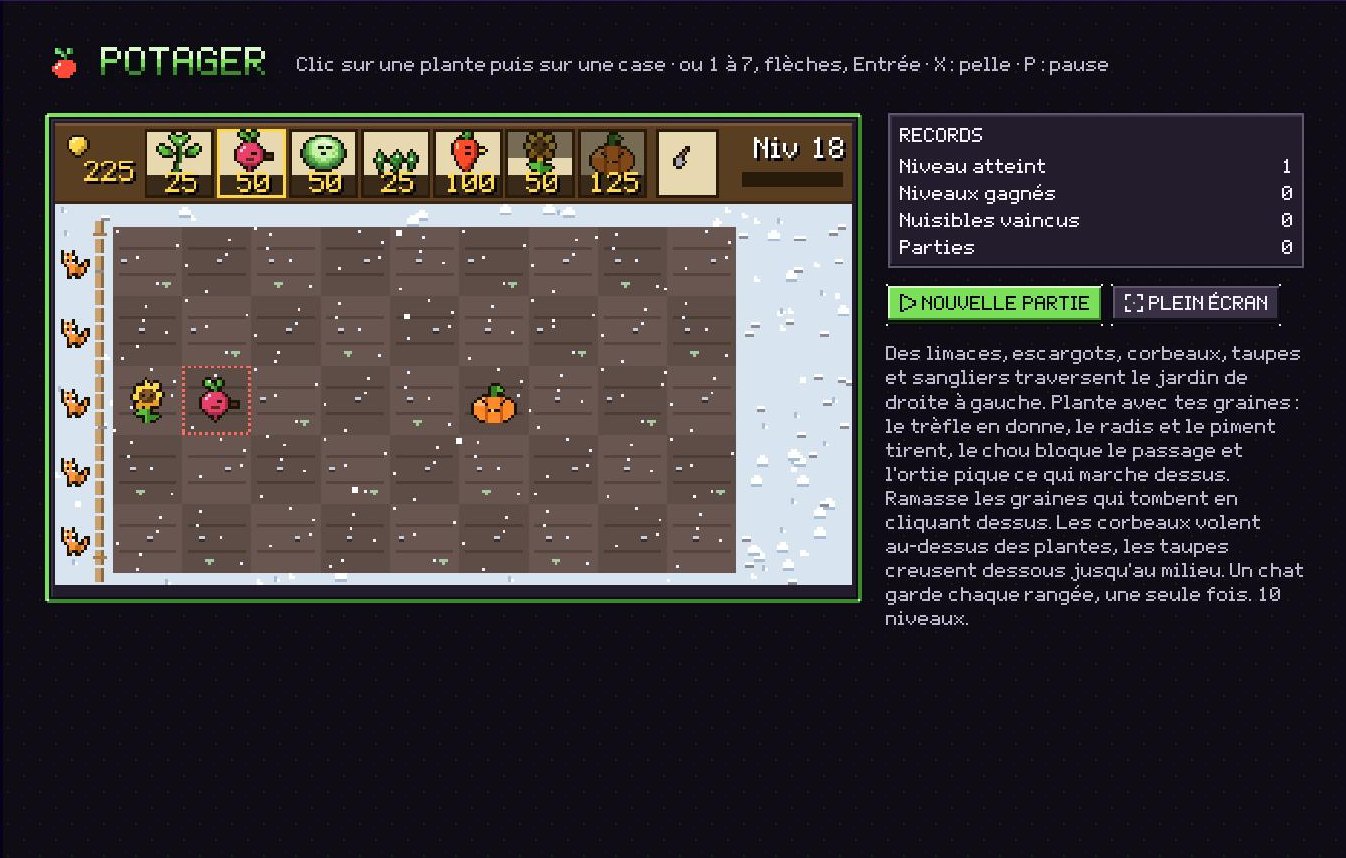 POTAGER
Clic sur une plante puis sur une case · ou 1 à 7, flèches, Entrée · X : pelle · P : pause
225
25
50
50
25
100
50
125
Niv 18
RECORDS
Niveau atteint 1
Niveaux gagnés 0
Nuisibles vaincus 0
Parties 0
NOUVELLE PARTIE
PLEIN ÉCRAN
Des limaces, escargots, corbeaux, taupes
et sangliers traversent le jardin de
droite à gauche. Plante avec tes graines :
le trèfle en donne, le radis et le piment
tirent, le chou bloque le passage et
l'ortie pique ce qui marche dessus.
Ramasse les graines qui tombent en
cliquant dessus. Les corbeaux volent
au-dessus des plantes, les taupes
creusent dessous jusqu'au milieu. Un chat
garde chaque rangée, une seule fois. 10
niveaux.